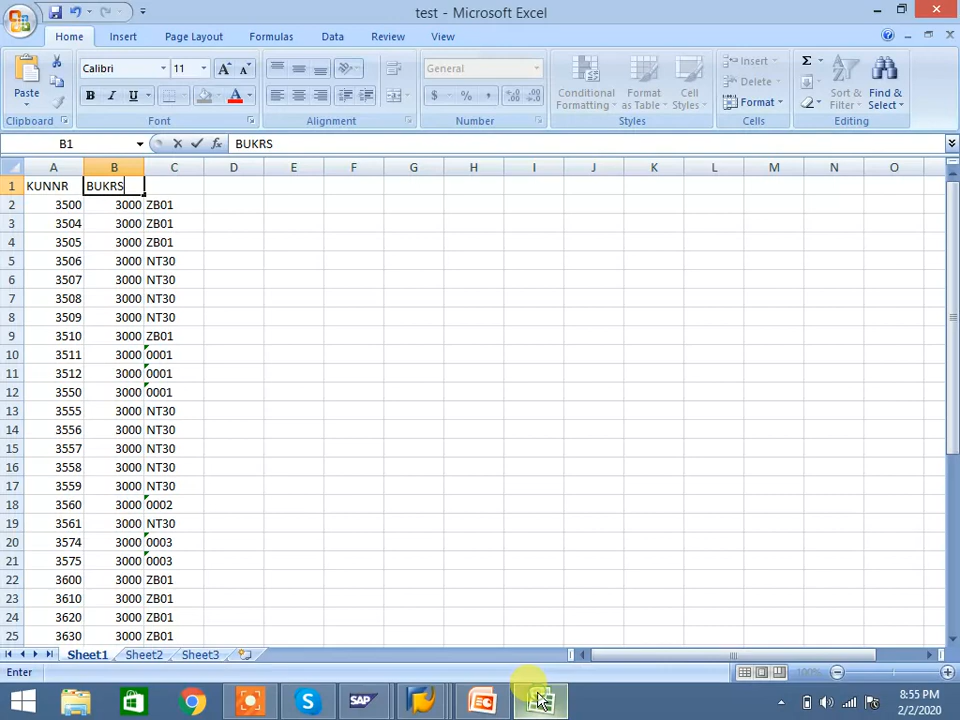 test - Microsoft Excel
Home Insert Page Layout Formulas Data Review View
Paste
Clipboard
Calibri 11 A A
B I U A
Font
Alignment
General
$ % ,
Number
Conditional Formatting
Format as Table
Cell Styles
Styles
Insert
Delete
Format
Cells
Σ
Sort & Filter
Find & Select
Editing
B1 fx BUKRS
A B C D E F G H I J K L M N O
1 KUNNR BUKRS
2 3500 3000 ZB01
3 3504 3000 ZB01
4 3505 3000 ZB01
5 3506 3000 NT30
6 3507 3000 NT30
7 3508 3000 NT30
8 3509 3000 NT30
9 3510 3000 ZB01
10 3511 3000 0001
11 3512 3000 0001
12 3550 3000 0001
13 3555 3000 NT30
14 3556 3000 NT30
15 3557 3000 NT30
16 3558 3000 NT30
17 3559 3000 NT30
18 3560 3000 0002
19 3561 3000 NT30
20 3574 3000 0003
21 3575 3000 0003
22 3600 3000 ZB01
23 3610 3000 ZB01
24 3620 3000 ZB01
25 3630 3000 ZB01
Sheet1 Sheet2 Sheet3
Enter 100%
SAP
8:55 PM
2/2/2020